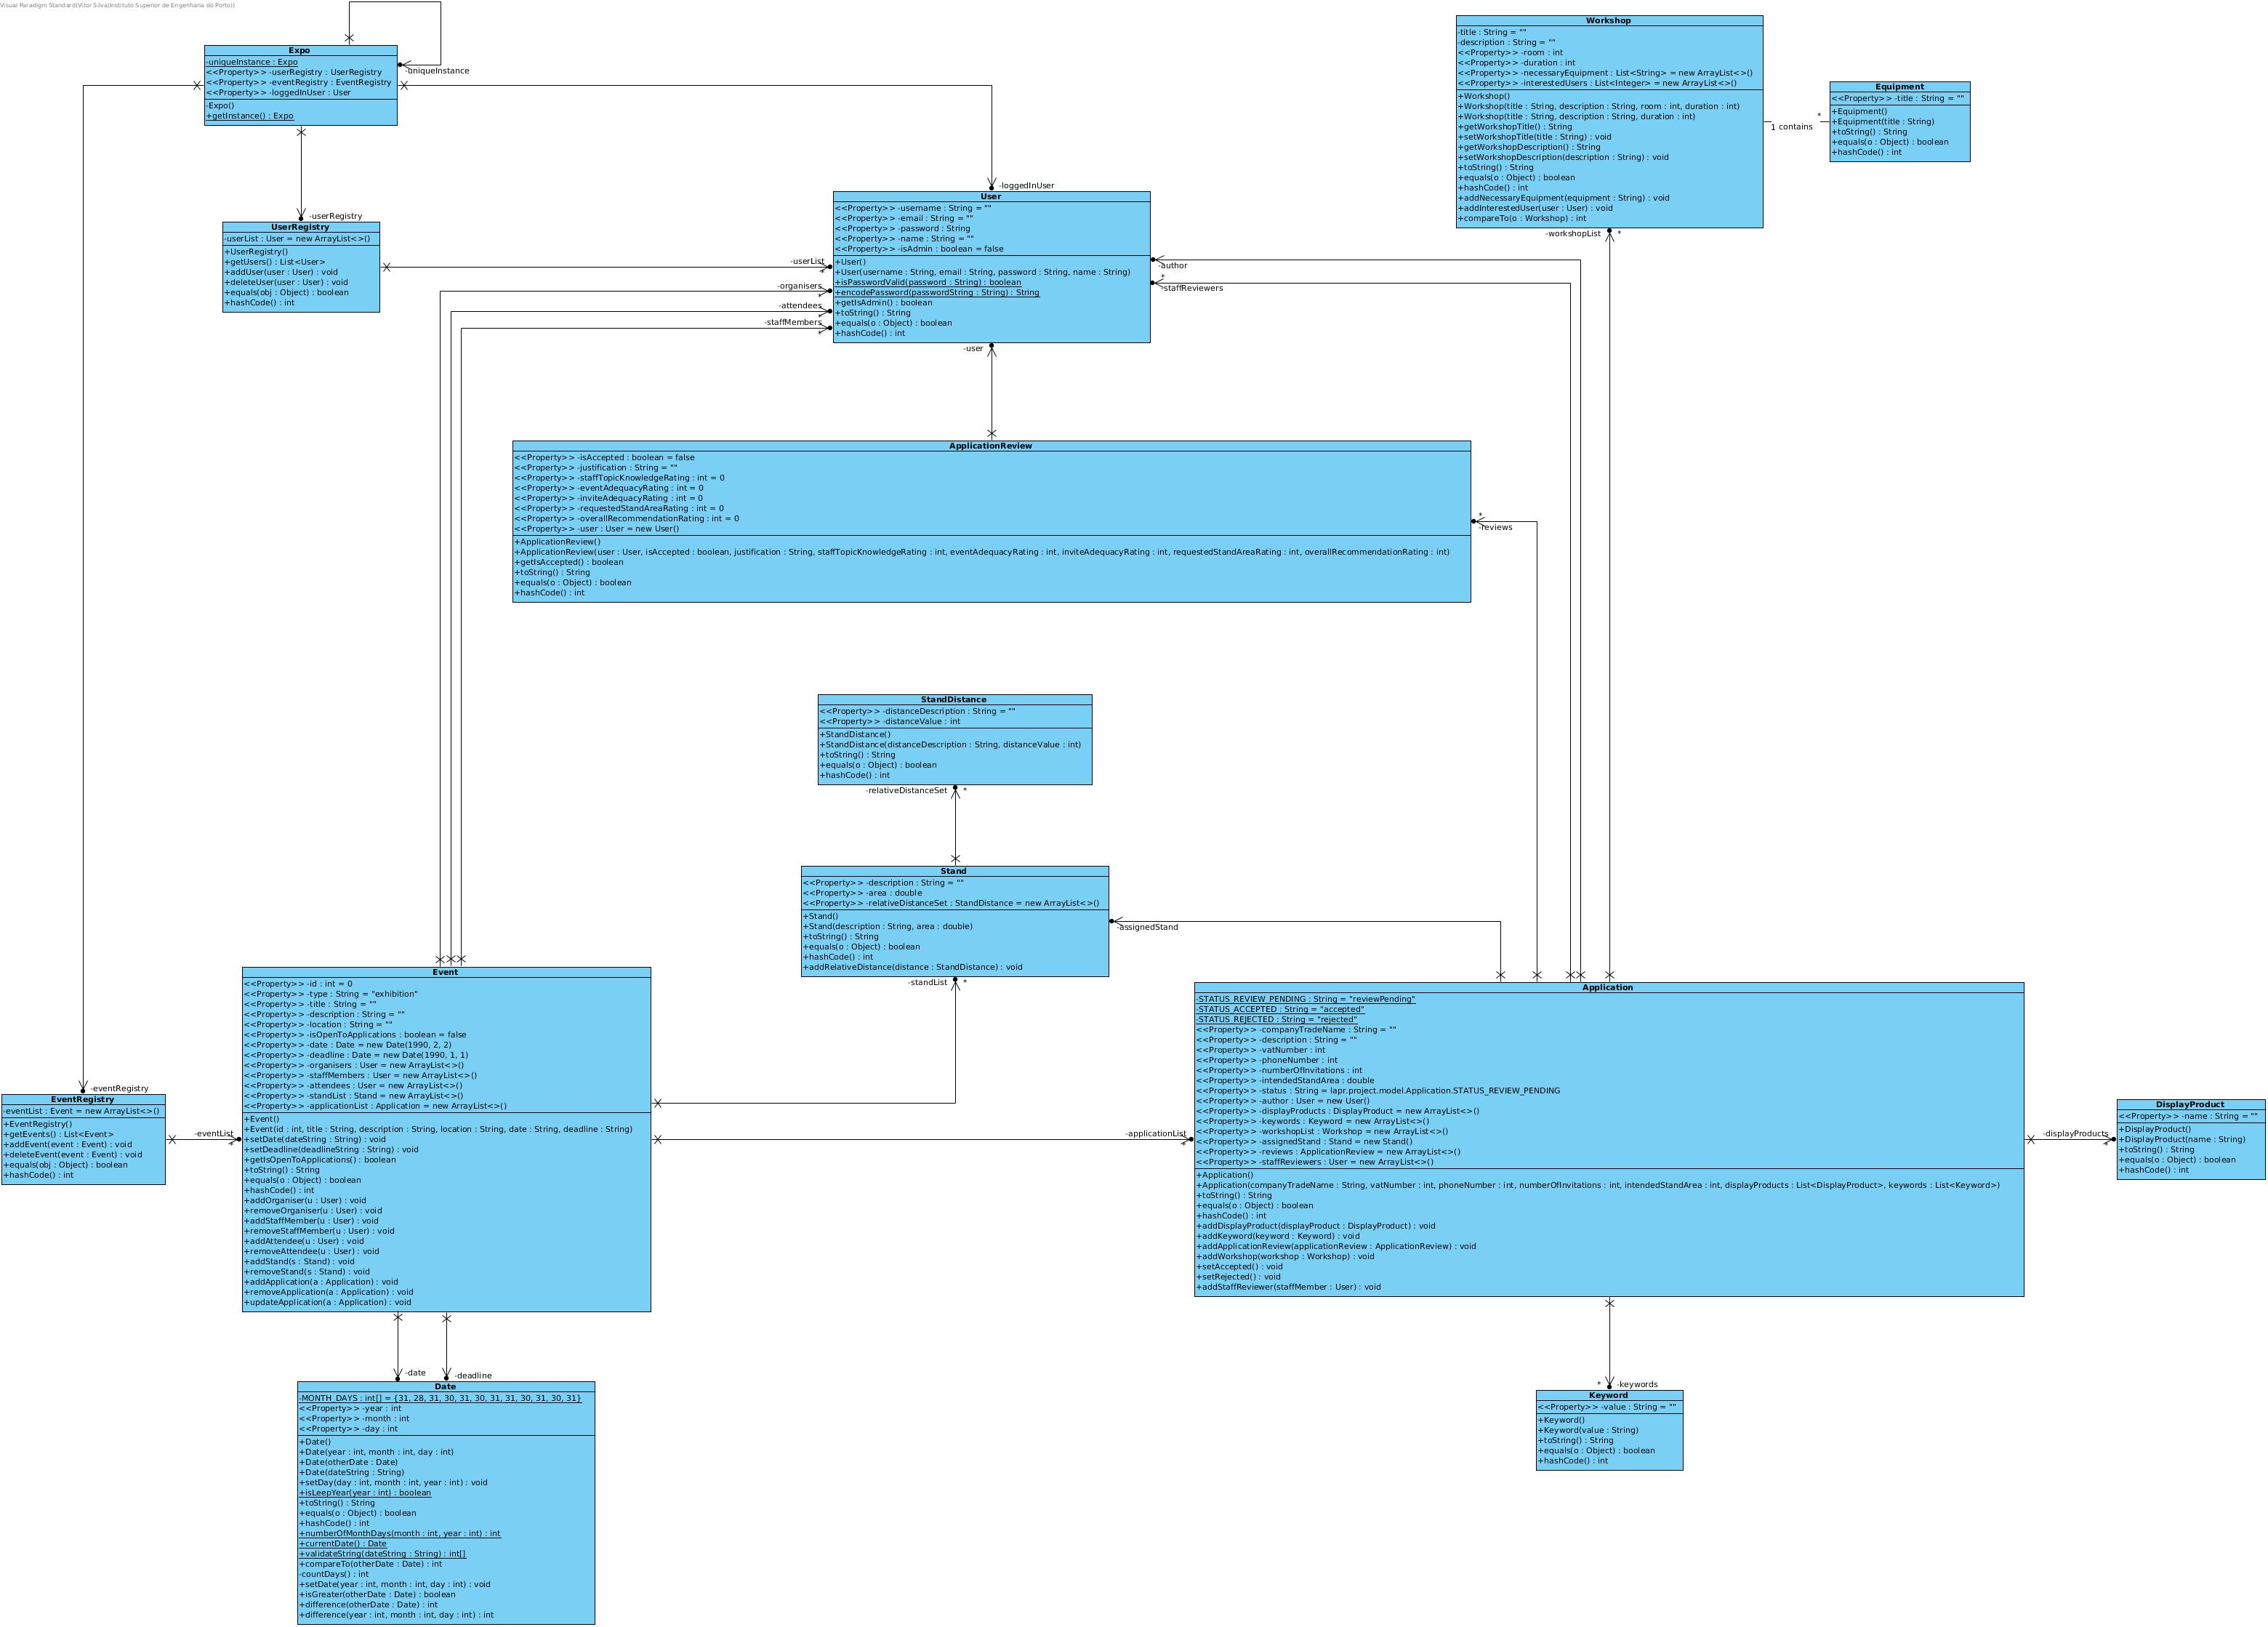 Visual Paradigm Standard(Vitor Silva(Instituto Superior de Engenharia do Porto))
Expo
-uniqueInstance : Expo
<<Property>> -userRegistry : UserRegistry
<<Property>> -eventRegistry : EventRegistry
<<Property>> -loggedInUser : User
-Expo()
+getInstance() : Expo
-uniqueInstance
Workshop
-title : String = ""
-description : String = ""
<<Property>> -room : int
<<Property>> -duration : int
<<Property>> -necessaryEquipment : List<String> = new ArrayList<>()
<<Property>> -interestedUsers : List<Integer> = new ArrayList<>()
+Workshop()
+Workshop(title : String, description : String, room : int, duration : int)
+Workshop(title : String, description : String, duration : int)
+getWorkshopTitle() : String
+setWorkshopTitle(title : String) : void
+getWorkshopDescription() : String
+setWorkshopDescription(description : String) : void
+toString() : String
+equals(o : Object) : boolean
+hashCode() : int
+addNecessaryEquipment(equipment : String) : void
+addInterestedUser(user : User) : void
+compareTo(o : Workshop) : int
1 contains
*
Equipment
<<Property>> -title : String = ""
+Equipment()
+Equipment(title : String)
+toString() : String
+equals(o : Object) : boolean
+hashCode() : int
-userRegistry
UserRegistry
-userList : User = new ArrayList<>()
+UserRegistry()
+getUsers() : List<User>
+addUser(user : User) : void
+deleteUser(user : User) : void
+equals(obj : Object) : boolean
+hashCode() : int
-loggedInUser
User
<<Property>> -username : String = ""
<<Property>> -email : String = ""
<<Property>> -password : String
<<Property>> -name : String = ""
<<Property>> -isAdmin : boolean = false
+User()
+User(username : String, email : String, password : String, name : String)
+isPasswordValid(password : String) : boolean
+encodePassword(passwordString : String) : String
+getIsAdmin() : boolean
+toString() : String
+equals(o : Object) : boolean
+hashCode() : int
-userList
*
-organisers
*
-attendees
*
-staffMembers
*
-author
*
-staffReviewers
-workshopList *
-user
ApplicationReview
<<Property>> -isAccepted : boolean = false
<<Property>> -justification : String = ""
<<Property>> -staffTopicKnowledgeRating : int = 0
<<Property>> -eventAdequacyRating : int = 0
<<Property>> -inviteAdequacyRating : int = 0
<<Property>> -requestedStandAreaRating : int = 0
<<Property>> -overallRecommendationRating : int = 0
<<Property>> -user : User = new User()
+ApplicationReview()
+ApplicationReview(user : User, isAccepted : boolean, justification : String, staffTopicKnowledgeRating : int, eventAdequacyRating : int, inviteAdequacyRating : int, requestedStandAreaRating : int, overallRecommendationRating : int)
+getIsAccepted() : boolean
+toString() : String
+equals(o : Object) : boolean
+hashCode() : int
*
-reviews
StandDistance
<<Property>> -distanceDescription : String = ""
<<Property>> -distanceValue : int
+StandDistance()
+StandDistance(distanceDescription : String, distanceValue : int)
+toString() : String
+equals(o : Object) : boolean
+hashCode() : int
-relativeDistanceSet *
Stand
<<Property>> -description : String = ""
<<Property>> -area : double
<<Property>> -relativeDistanceSet : StandDistance = new ArrayList<>()
+Stand()
+Stand(description : String, area : double)
+toString() : String
+equals(o : Object) : boolean
+hashCode() : int
+addRelativeDistance(distance : StandDistance) : void
-assignedStand
-standList *
Event
<<Property>> -id : int = 0
<<Property>> -type : String = "exhibition"
<<Property>> -title : String = ""
<<Property>> -description : String = ""
<<Property>> -location : String = ""
<<Property>> -isOpenToApplications : boolean = false
<<Property>> -date : Date = new Date(1990, 2, 2)
<<Property>> -deadline : Date = new Date(1990, 1, 1)
<<Property>> -organisers : User = new ArrayList<>()
<<Property>> -staffMembers : User = new ArrayList<>()
<<Property>> -attendees : User = new ArrayList<>()
<<Property>> -standList : Stand = new ArrayList<>()
<<Property>> -applicationList : Application = new ArrayList<>()
+Event()
+Event(id : int, title : String, description : String, location : String, date : String, deadline : String)
+setDate(dateString : String) : void
+setDeadline(deadlineString : String) : void
+getIsOpenToApplications() : boolean
+toString() : String
+equals(o : Object) : boolean
+hashCode() : int
+addOrganiser(u : User) : void
+removeOrganiser(u : User) : void
+addStaffMember(u : User) : void
+removeStaffMember(u : User) : void
+addAttendee(u : User) : void
+removeAttendee(u : User) : void
+addStand(s : Stand) : void
+removeStand(s : Stand) : void
+addApplication(a : Application) : void
+removeApplication(a : Application) : void
+updateApplication(a : Application) : void
-eventRegistry
EventRegistry
-eventList : Event = new ArrayList<>()
+EventRegistry()
+getEvents() : List<Event>
+addEvent(event : Event) : void
+deleteEvent(event : Event) : void
+equals(obj : Object) : boolean
+hashCode() : int
-eventList
*
-applicationList
*
Application
-STATUS_REVIEW_PENDING : String = "reviewPending"
-STATUS_ACCEPTED : String = "accepted"
-STATUS_REJECTED : String = "rejected"
<<Property>> -companyTradeName : String = ""
<<Property>> -description : String = ""
<<Property>> -vatNumber : int
<<Property>> -phoneNumber : int
<<Property>> -numberOfInvitations : int
<<Property>> -intendedStandArea : double
<<Property>> -status : String = lapr.project.model.Application.STATUS_REVIEW_PENDING
<<Property>> -author : User = new User()
<<Property>> -displayProducts : DisplayProduct = new ArrayList<>()
<<Property>> -keywords : Keyword = new ArrayList<>()
<<Property>> -workshopList : Workshop = new ArrayList<>()
<<Property>> -assignedStand : Stand = new Stand()
<<Property>> -reviews : ApplicationReview = new ArrayList<>()
<<Property>> -staffReviewers : User = new ArrayList<>()
+Application()
+Application(companyTradeName : String, vatNumber : int, phoneNumber : int, numberOfInvitations : int, intendedStandArea : int, displayProducts : List<DisplayProduct>, keywords : List<Keyword>)
+toString() : String
+equals(o : Object) : boolean
+hashCode() : int
+addDisplayProduct(displayProduct : DisplayProduct) : void
+addKeyword(keyword : Keyword) : void
+addApplicationReview(applicationReview : ApplicationReview) : void
+addWorkshop(workshop : Workshop) : void
+setAccepted() : void
+setRejected() : void
+addStaffReviewer(staffMember : User) : void
-displayProducts
*
DisplayProduct
<<Property>> -name : String = ""
+DisplayProduct()
+DisplayProduct(name : String)
+toString() : String
+equals(o : Object) : boolean
+hashCode() : int
-date
-deadline
Date
-MONTH_DAYS : int[] = {31, 28, 31, 30, 31, 30, 31, 31, 30, 31, 30, 31}
<<Property>> -year : int
<<Property>> -month : int
<<Property>> -day : int
+Date()
+Date(year : int, month : int, day : int)
+Date(otherDate : Date)
+Date(dateString : String)
+setDay(day : int, month : int, year : int) : void
+isLeepYear(year : int) : boolean
+toString() : String
+equals(o : Object) : boolean
+hashCode() : int
+numberOfMonthDays(month : int, year : int) : int
+currentDate() : Date
+validateString(dateString : String) : int[]
+compareTo(otherDate : Date) : int
-countDays() : int
+setDate(year : int, month : int, day : int) : void
+isGreater(otherDate : Date) : boolean
+difference(otherDate : Date) : int
+difference(year : int, month : int, day : int) : int
* -keywords
Keyword
<<Property>> -value : String = ""
+Keyword()
+Keyword(value : String)
+toString() : String
+equals(o : Object) : boolean
+hashCode() : int